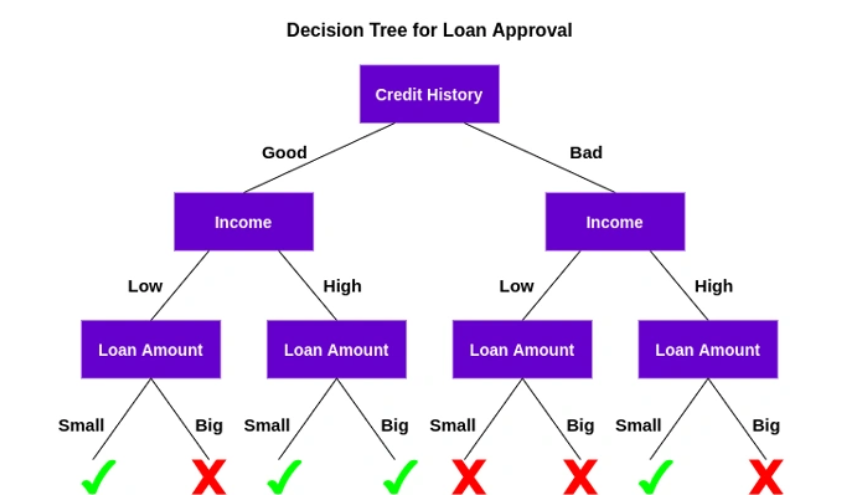 Decision Tree for Loan Approval
Credit History
Good
Bad
Income
Income
Low
High
Low
High
Loan Amount
Loan Amount
Loan Amount
Loan Amount
Small
Big
Small
Big
Small
Big
Small
Big